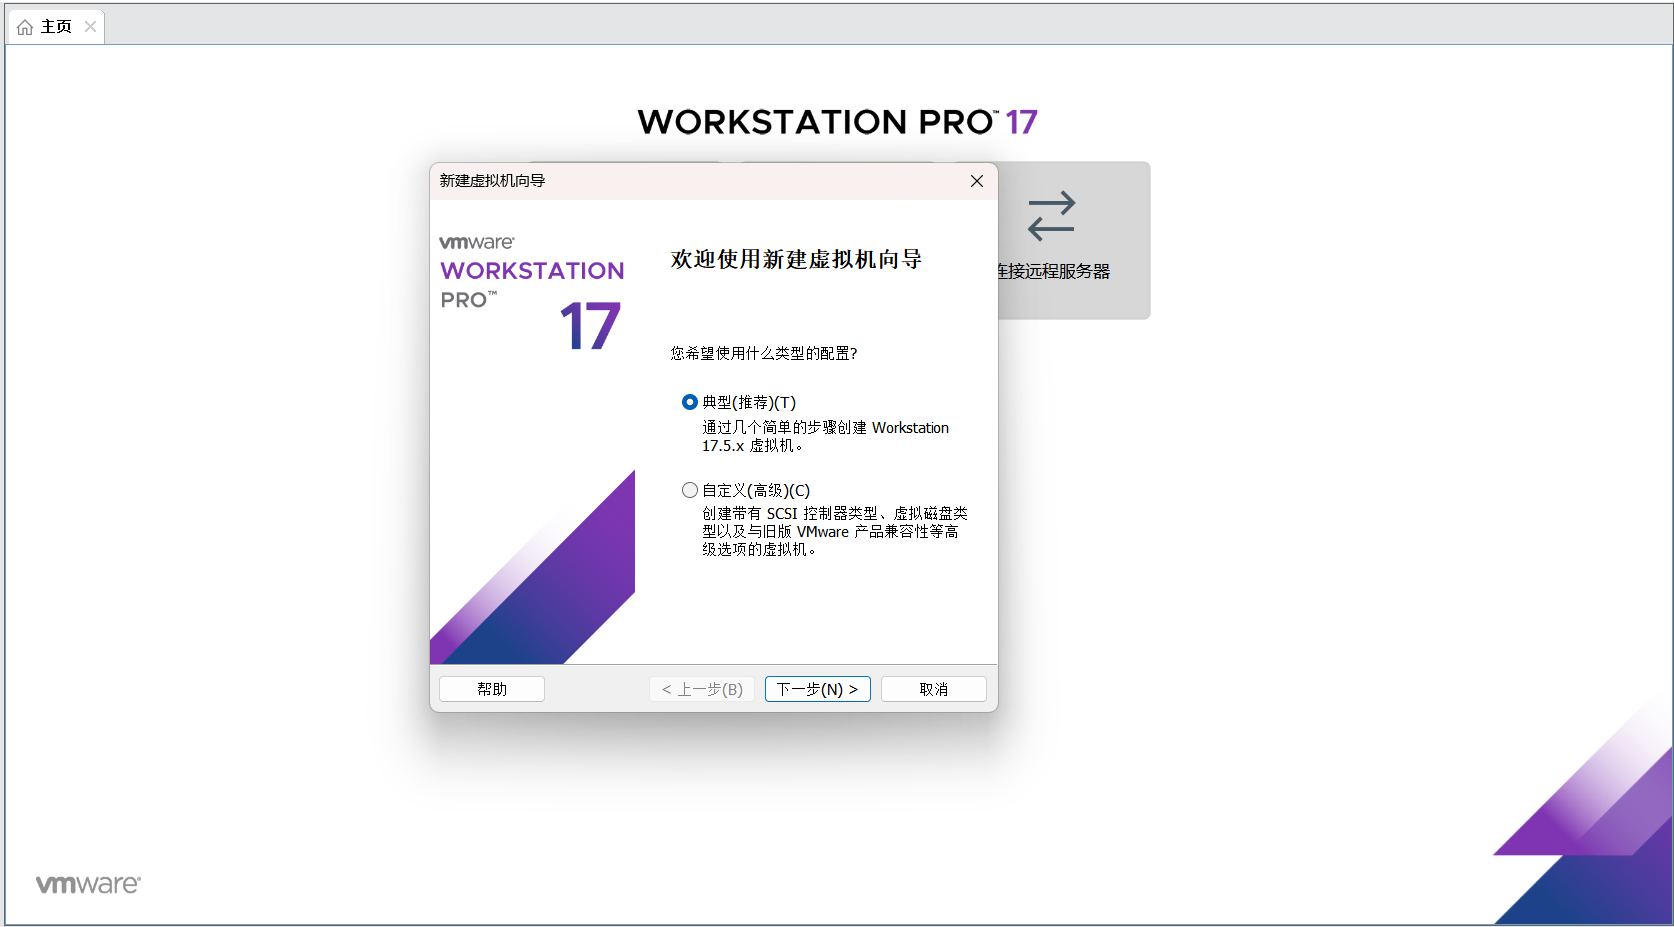 主页
WORKSTATION PRO™ 17
新建虚拟机向导
连接远程服务器
vmware®
WORKSTATION
PRO™
17
欢迎使用新建虚拟机向导
您希望使用什么类型的配置?
典型(推荐)(T)
通过几个简单的步骤创建 Workstation
17.5.x 虚拟机。
自定义(高级)(C)
创建带有 SCSI 控制器类型、虚拟磁盘类
型以及与旧版 VMware 产品兼容性等高
级选项的虚拟机。
帮助
< 上一步(B)
下一步(N) >
取消
vmware®